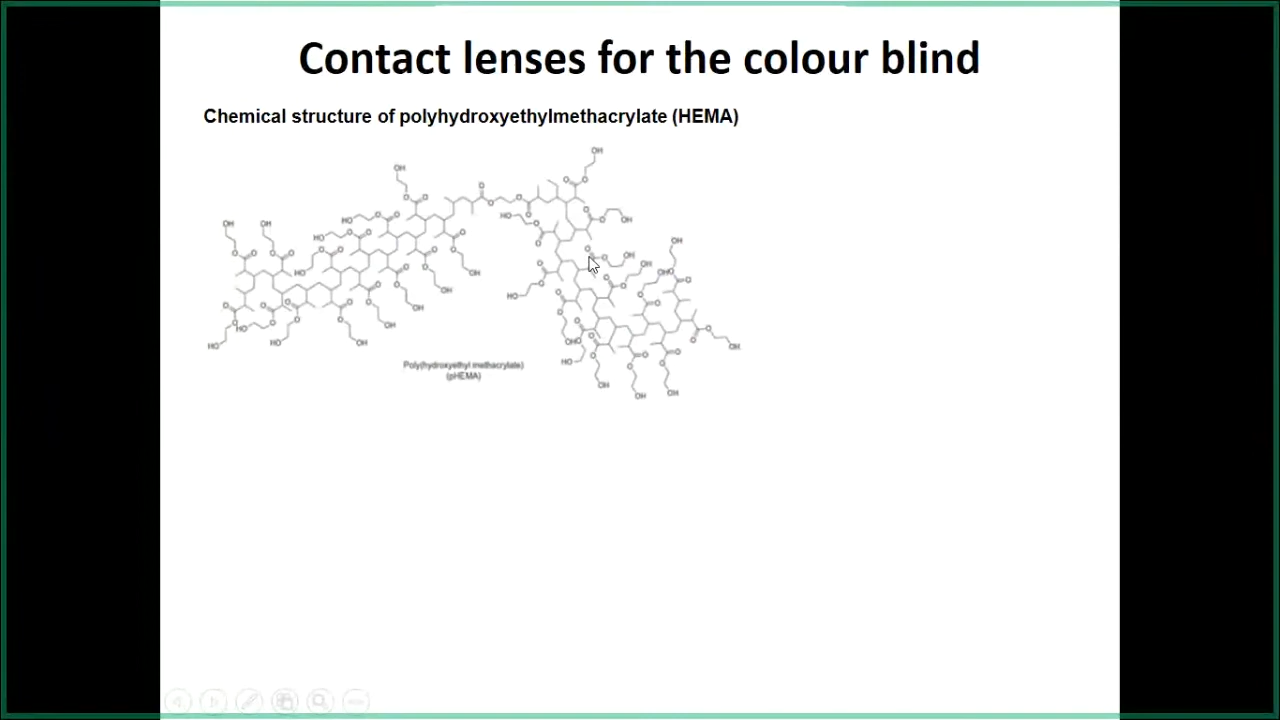 Contact lenses for the colour blind
Chemical structure of polyhydroxyethylmethacrylate (HEMA)
Poly(hydroxyethyl methacrylate)
(pHEMA)